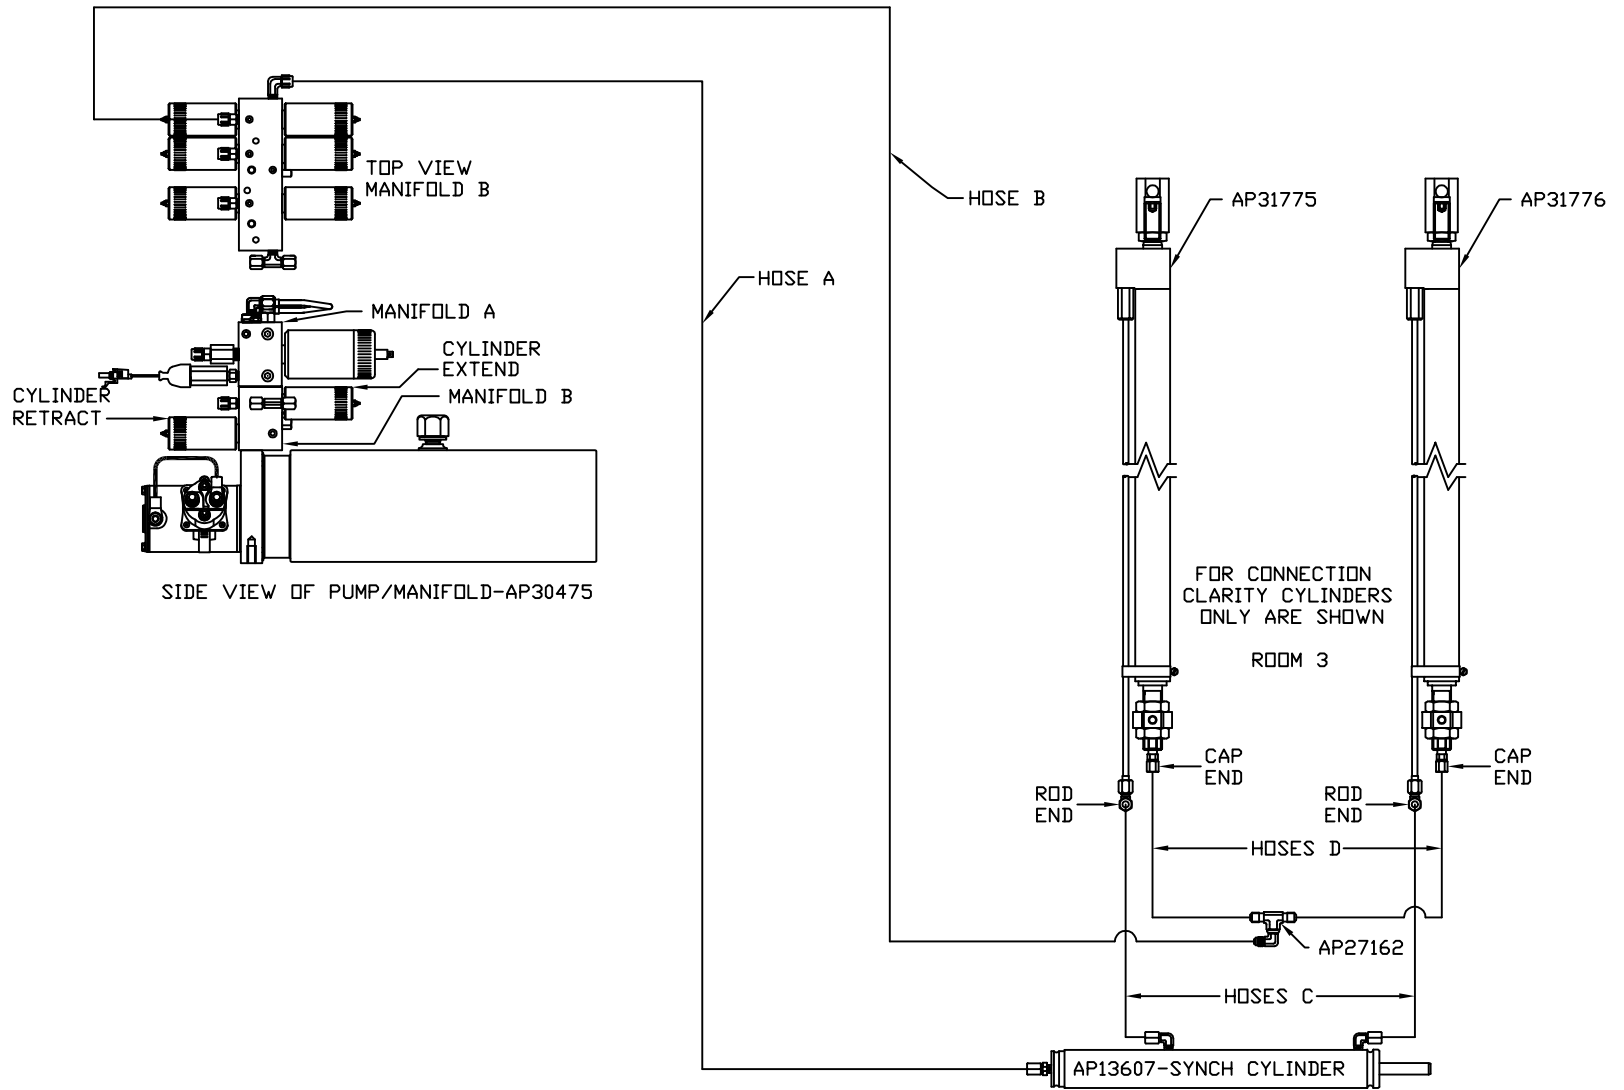 TOP VIEW
MANIFOLD B
HOSE B
AP31775
AP31776
HOSE A
MANIFOLD A
CYLINDER
EXTEND
CYLINDER
RETRACT
MANIFOLD B
SIDE VIEW OF PUMP/MANIFOLD-AP30475
FOR CONNECTION
CLARITY CYLINDERS
ONLY ARE SHOWN
ROOM 3
CAP
END
CAP
END
ROD
END
ROD
END
HOSES D
AP27162
HOSES C
AP13607-SYNCH CYLINDER